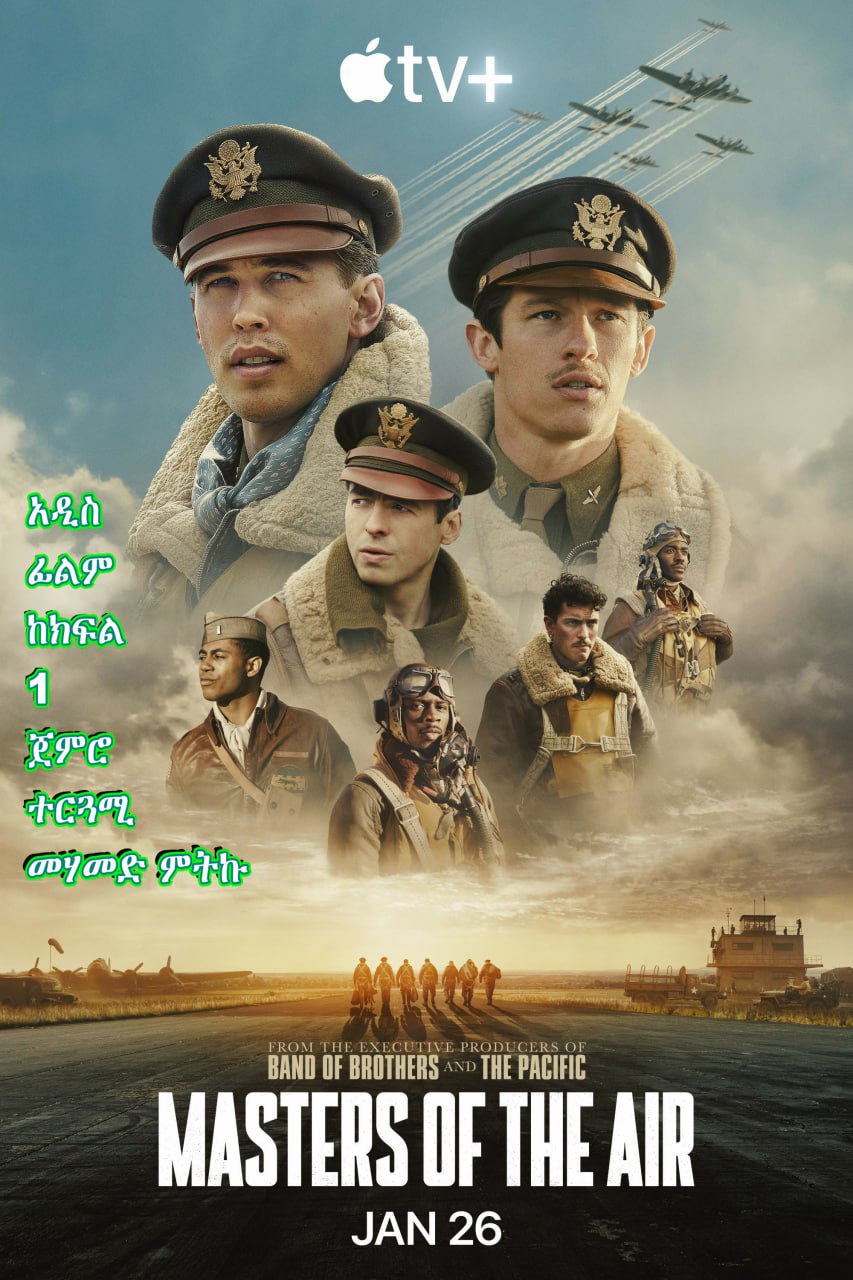 tv+
አዲስ
ፊልም
ከክፍል
1
ጀምሮ
ተርጓሚ
መሃመድ ምትኩ
FROM THE EXECUTIVE PRODUCERS OF
BAND OF BROTHERS AND THE PACIFIC
MASTERS OF THE AIR
JAN 26